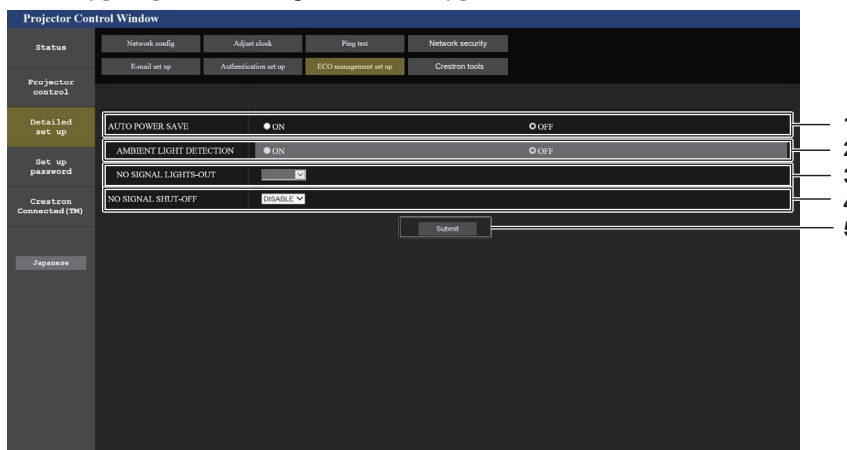 Projector Control Window
Status
Network config
Adjust clock
Ping test
Network security
E-mail set up
Authentication set up
ECO management set up
Crestron tools
Projector
control
Detailed
set up
Set up
password
Crestron
Connected(TM)
Japanese
AUTO POWER SAVE ON OFF 1
AMBIENT LIGHT DETECTION ON OFF 2
NO SIGNAL LIGHTS-OUT 3
NO SIGNAL SHUT-OFF DISABLE 4
Submit 5